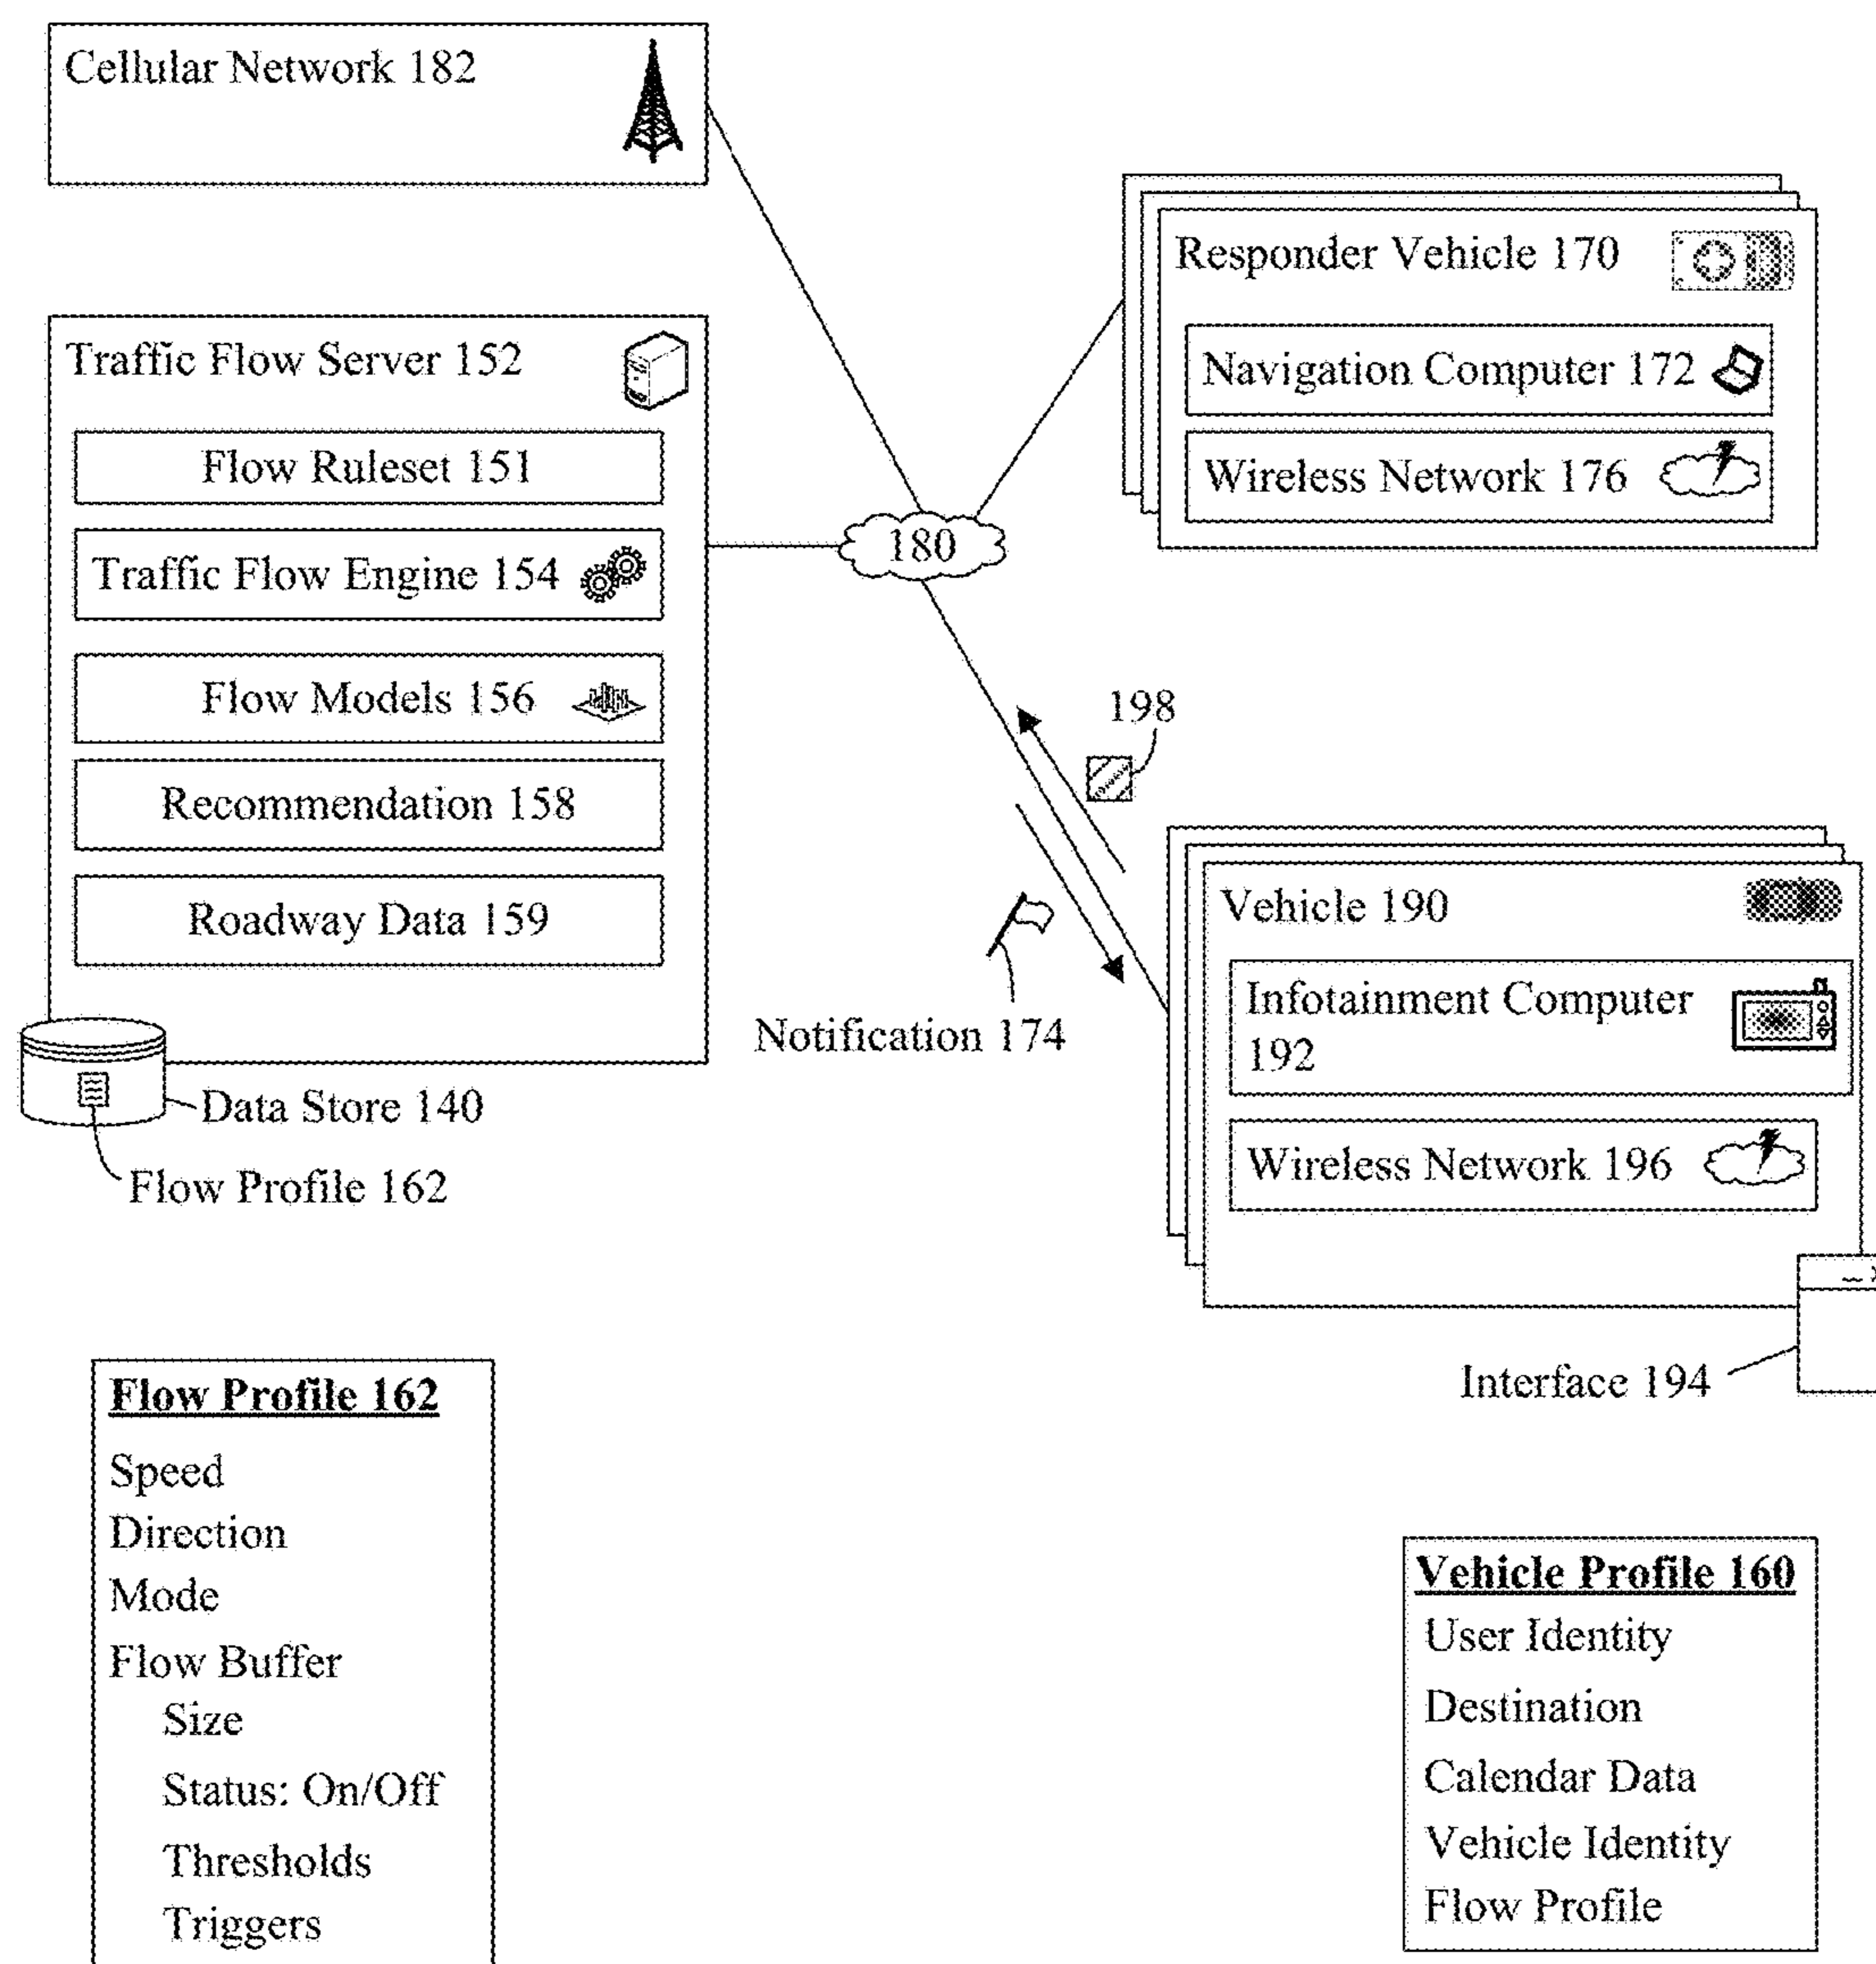 Cellular Network 182
Traffic Flow Server 152
Flow Ruleset 151
Traffic Flow Engine 154
Flow Models 156
Recommendation 158
Roadway Data 159
Data Store 140
Flow Profile 162
180
Responder Vehicle 170
Navigation Computer 172
Wireless Network 176
198
Notification 174
Vehicle 190
Infotainment Computer
192
Wireless Network 196
Interface 194
Flow Profile 162
Speed
Direction
Mode
Flow Buffer
Size
Status: On/Off
Thresholds
Triggers
Vehicle Profile 160
User Identity
Destination
Calendar Data
Vehicle Identity
Flow Profile